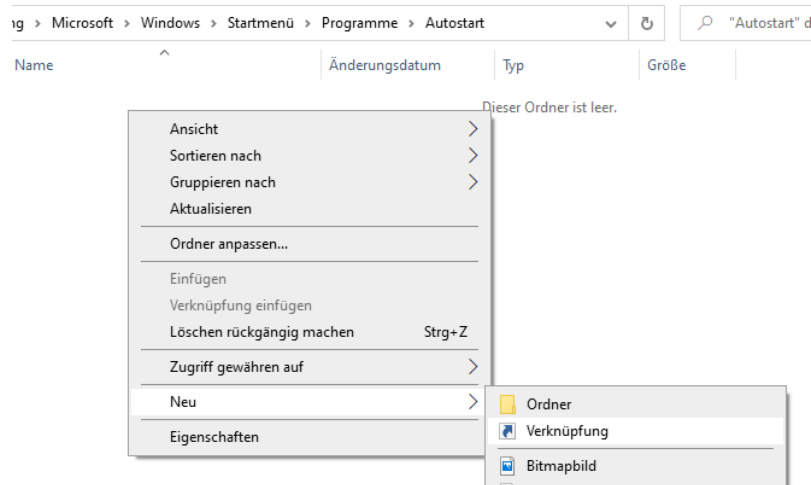 ng > Microsoft > Windows > Startmenü > Programme > Autostart
"Autostart" d
Name Änderungsdatum Typ Größe
Dieser Ordner ist leer.
Ansicht
Sortieren nach
Gruppieren nach
Aktualisieren
Ordner anpassen...
Einfügen
Verknüpfung einfügen
Löschen rückgängig machen Strg+Z
Zugriff gewähren auf
Neu
Eigenschaften
Ordner
Verknüpfung
Bitmapbild